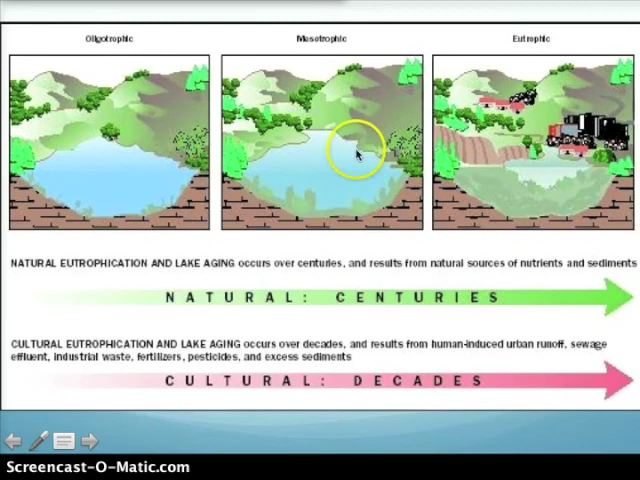 Oligotrophic Mesotrophic Eutrophic
NATURAL EUTROPHICATION AND LAKE AGING occurs over centuries, and results from natural sources of nutrients and sediments
NATURAL: CENTURIES
CULTURAL EUTROPHICATION AND LAKE AGING occurs over decades, and results from human-induced urban runoff, sewage
effluent, industrial waste, fertilizers, pesticides, and excess sediments
CULTURAL: DECADES
Screencast-O-Matic.com